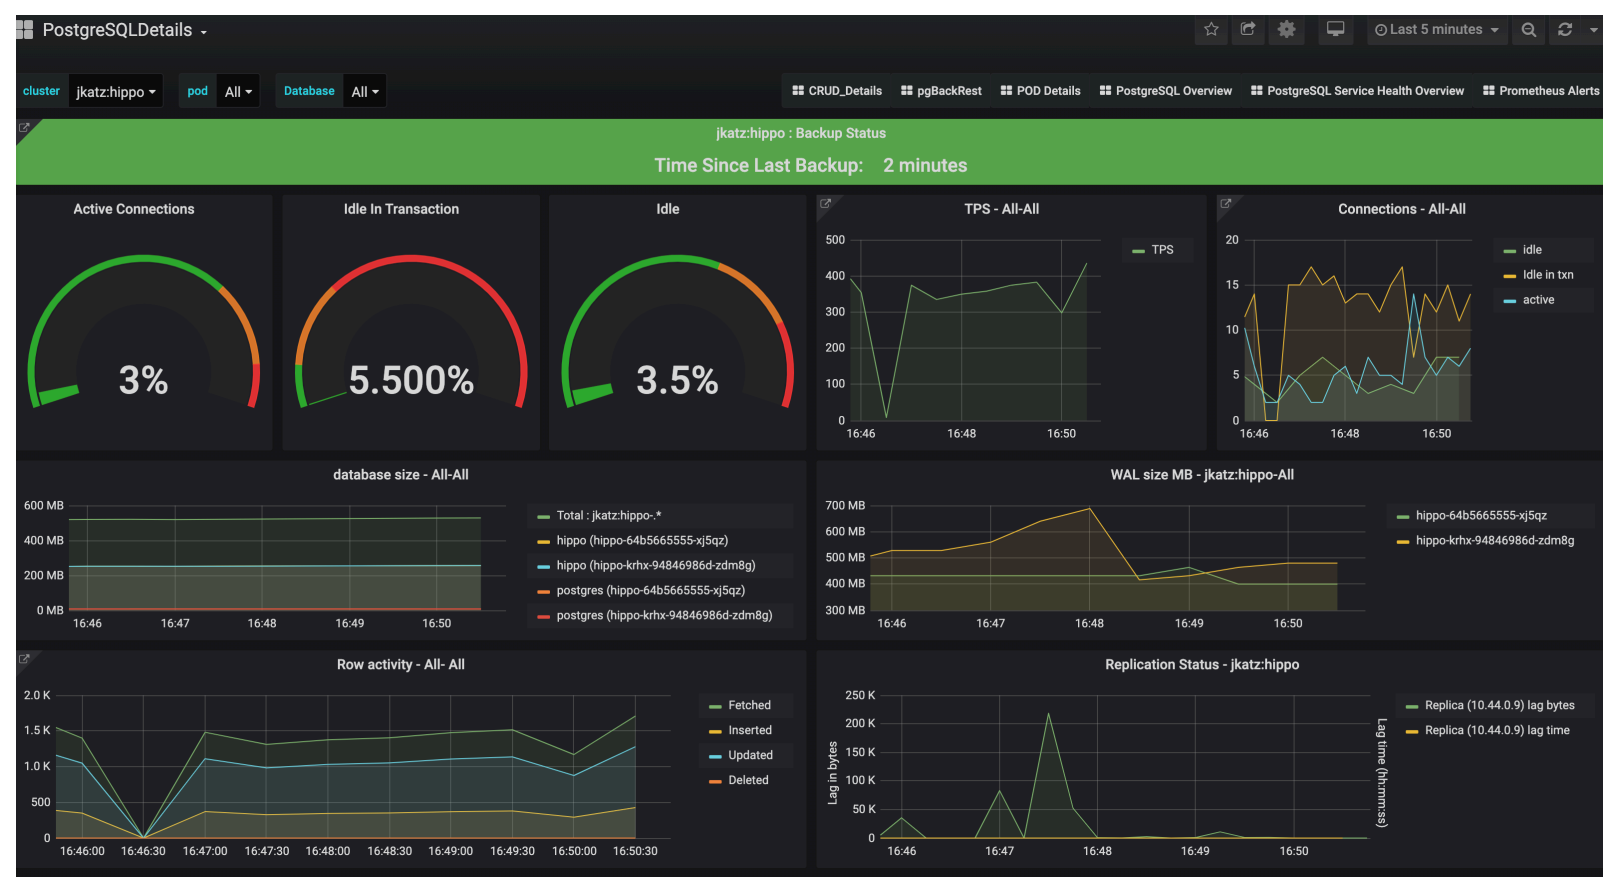 PostgreSQLDetails
Last 5 minutes
cluster jkatz:hippo pod All Database All
CRUD_Details pgBackRest POD Details PostgreSQL Overview PostgreSQL Service Health Overview Prometheus Alerts
jkatz:hippo : Backup Status
Time Since Last Backup: 2 minutes
Active Connections
3%
Idle In Transaction
5.500%
Idle
3.5%
TPS - All-All
500
400
300
200
100
0
16:46 16:48 16:50
TPS
Connections - All-All
20
15
10
5
0
16:46 16:48 16:50
idle
Idle in txn
active
database size - All-All
600 MB
400 MB
200 MB
0 MB
16:46 16:47 16:48 16:49 16:50
Total : jkatz:hippo-.*
hippo (hippo-64b5665555-xj5qz)
hippo (hippo-krhx-94846986d-zdm8g)
postgres (hippo-64b5665555-xj5qz)
postgres (hippo-krhx-94846986d-zdm8g)
WAL size MB - jkatz:hippo-All
700 MB
600 MB
500 MB
400 MB
300 MB
16:46 16:47 16:48 16:49 16:50
hippo-64b5665555-xj5qz
hippo-krhx-94846986d-zdm8g
Row activity - All- All
2.0 K
1.5 K
1.0 K
500
0
16:46:00 16:46:30 16:47:00 16:47:30 16:48:00 16:48:30 16:49:00 16:49:30 16:50:00 16:50:30
Fetched
Inserted
Updated
Deleted
Replication Status - jkatz:hippo
Lag in bytes
250 K
200 K
150 K
100 K
50 K
0
16:46 16:47 16:48 16:49 16:50
Lag time (hh:mm:ss)
Replica (10.44.0.9) lag bytes
Replica (10.44.0.9) lag time